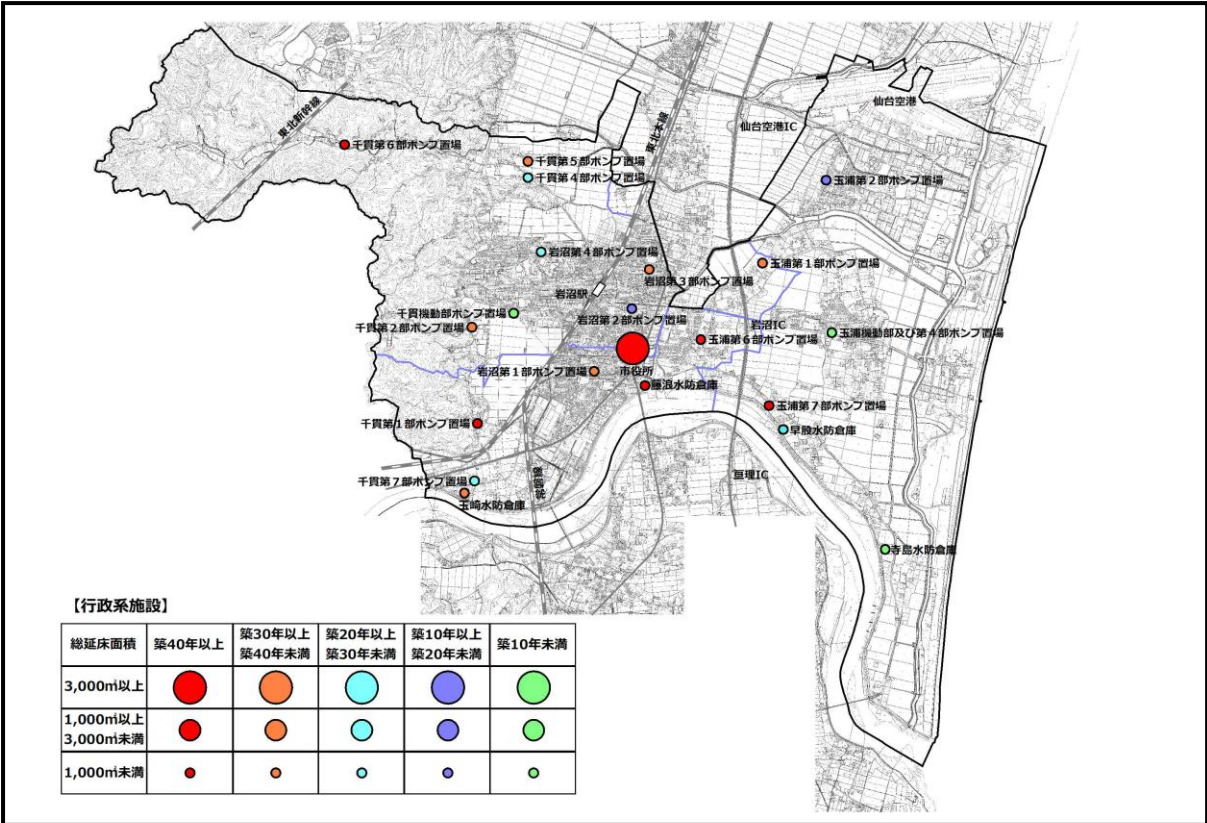 仙台空港
東北新幹線
東北本線
仙台空港IC
千貫第6部ポンプ置場
千貫第5部ポンプ置場
千貫第4部ポンプ置場
玉浦第2部ポンプ置場
岩沼第4部ポンプ置場
玉浦第1部ポンプ置場
岩沼第3部ポンプ置場
岩沼駅
千貫機動部ポンプ置場
岩沼第2部ポンプ置場
岩沼IC
千貫第2部ポンプ置場
玉浦機動部及び第4部ポンプ置場
玉浦第6部ポンプ置場
岩沼第1部ポンプ置場
市役所
藤浪水防倉庫
玉浦第7部ポンプ置場
千貫第1部ポンプ置場
早股水防倉庫
亘理IC
千貫第7部ポンプ置場
常磐線
玉崎水防倉庫
寺島水防倉庫
【行政系施設】
総延床面積 築40年以上 築30年以上 築40年未満 築20年以上 築30年未満 築10年以上 築20年未満 築10年未満
3,000㎡以上
1,000㎡以上
3,000㎡未満
1,000㎡未満